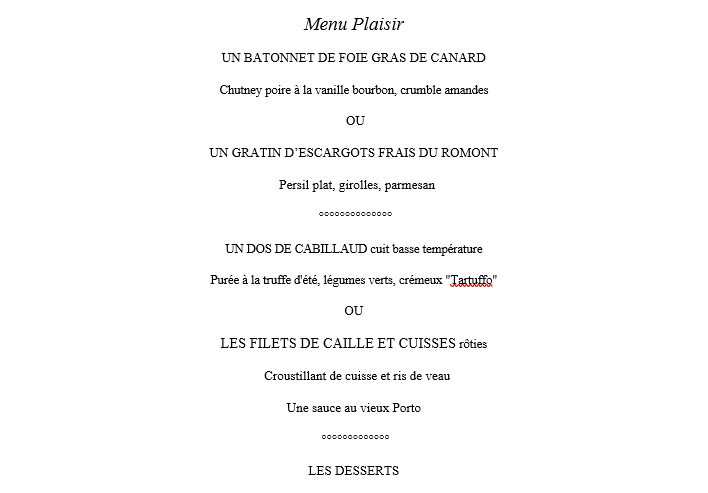 Menu Plaisir
UN BATONNET DE FOIE GRAS DE CANARD
Chutney poire à la vanille bourbon, crumble amandes
OU
UN GRATIN D'ESCARGOTS FRAIS DU ROMONT
Persil plat, girolles, parmesan
°°°°°°°°°°°°°°
UN DOS DE CABILLAUD cuit basse température
Purée à la truffe d'été, légumes verts, crémeux "Tartuffo"
OU
LES FILETS DE CAILLE ET CUISSES rôties
Croustillant de cuisse et ris de veau
Une sauce au vieux Porto
°°°°°°°°°°°°°
LES DESSERTS